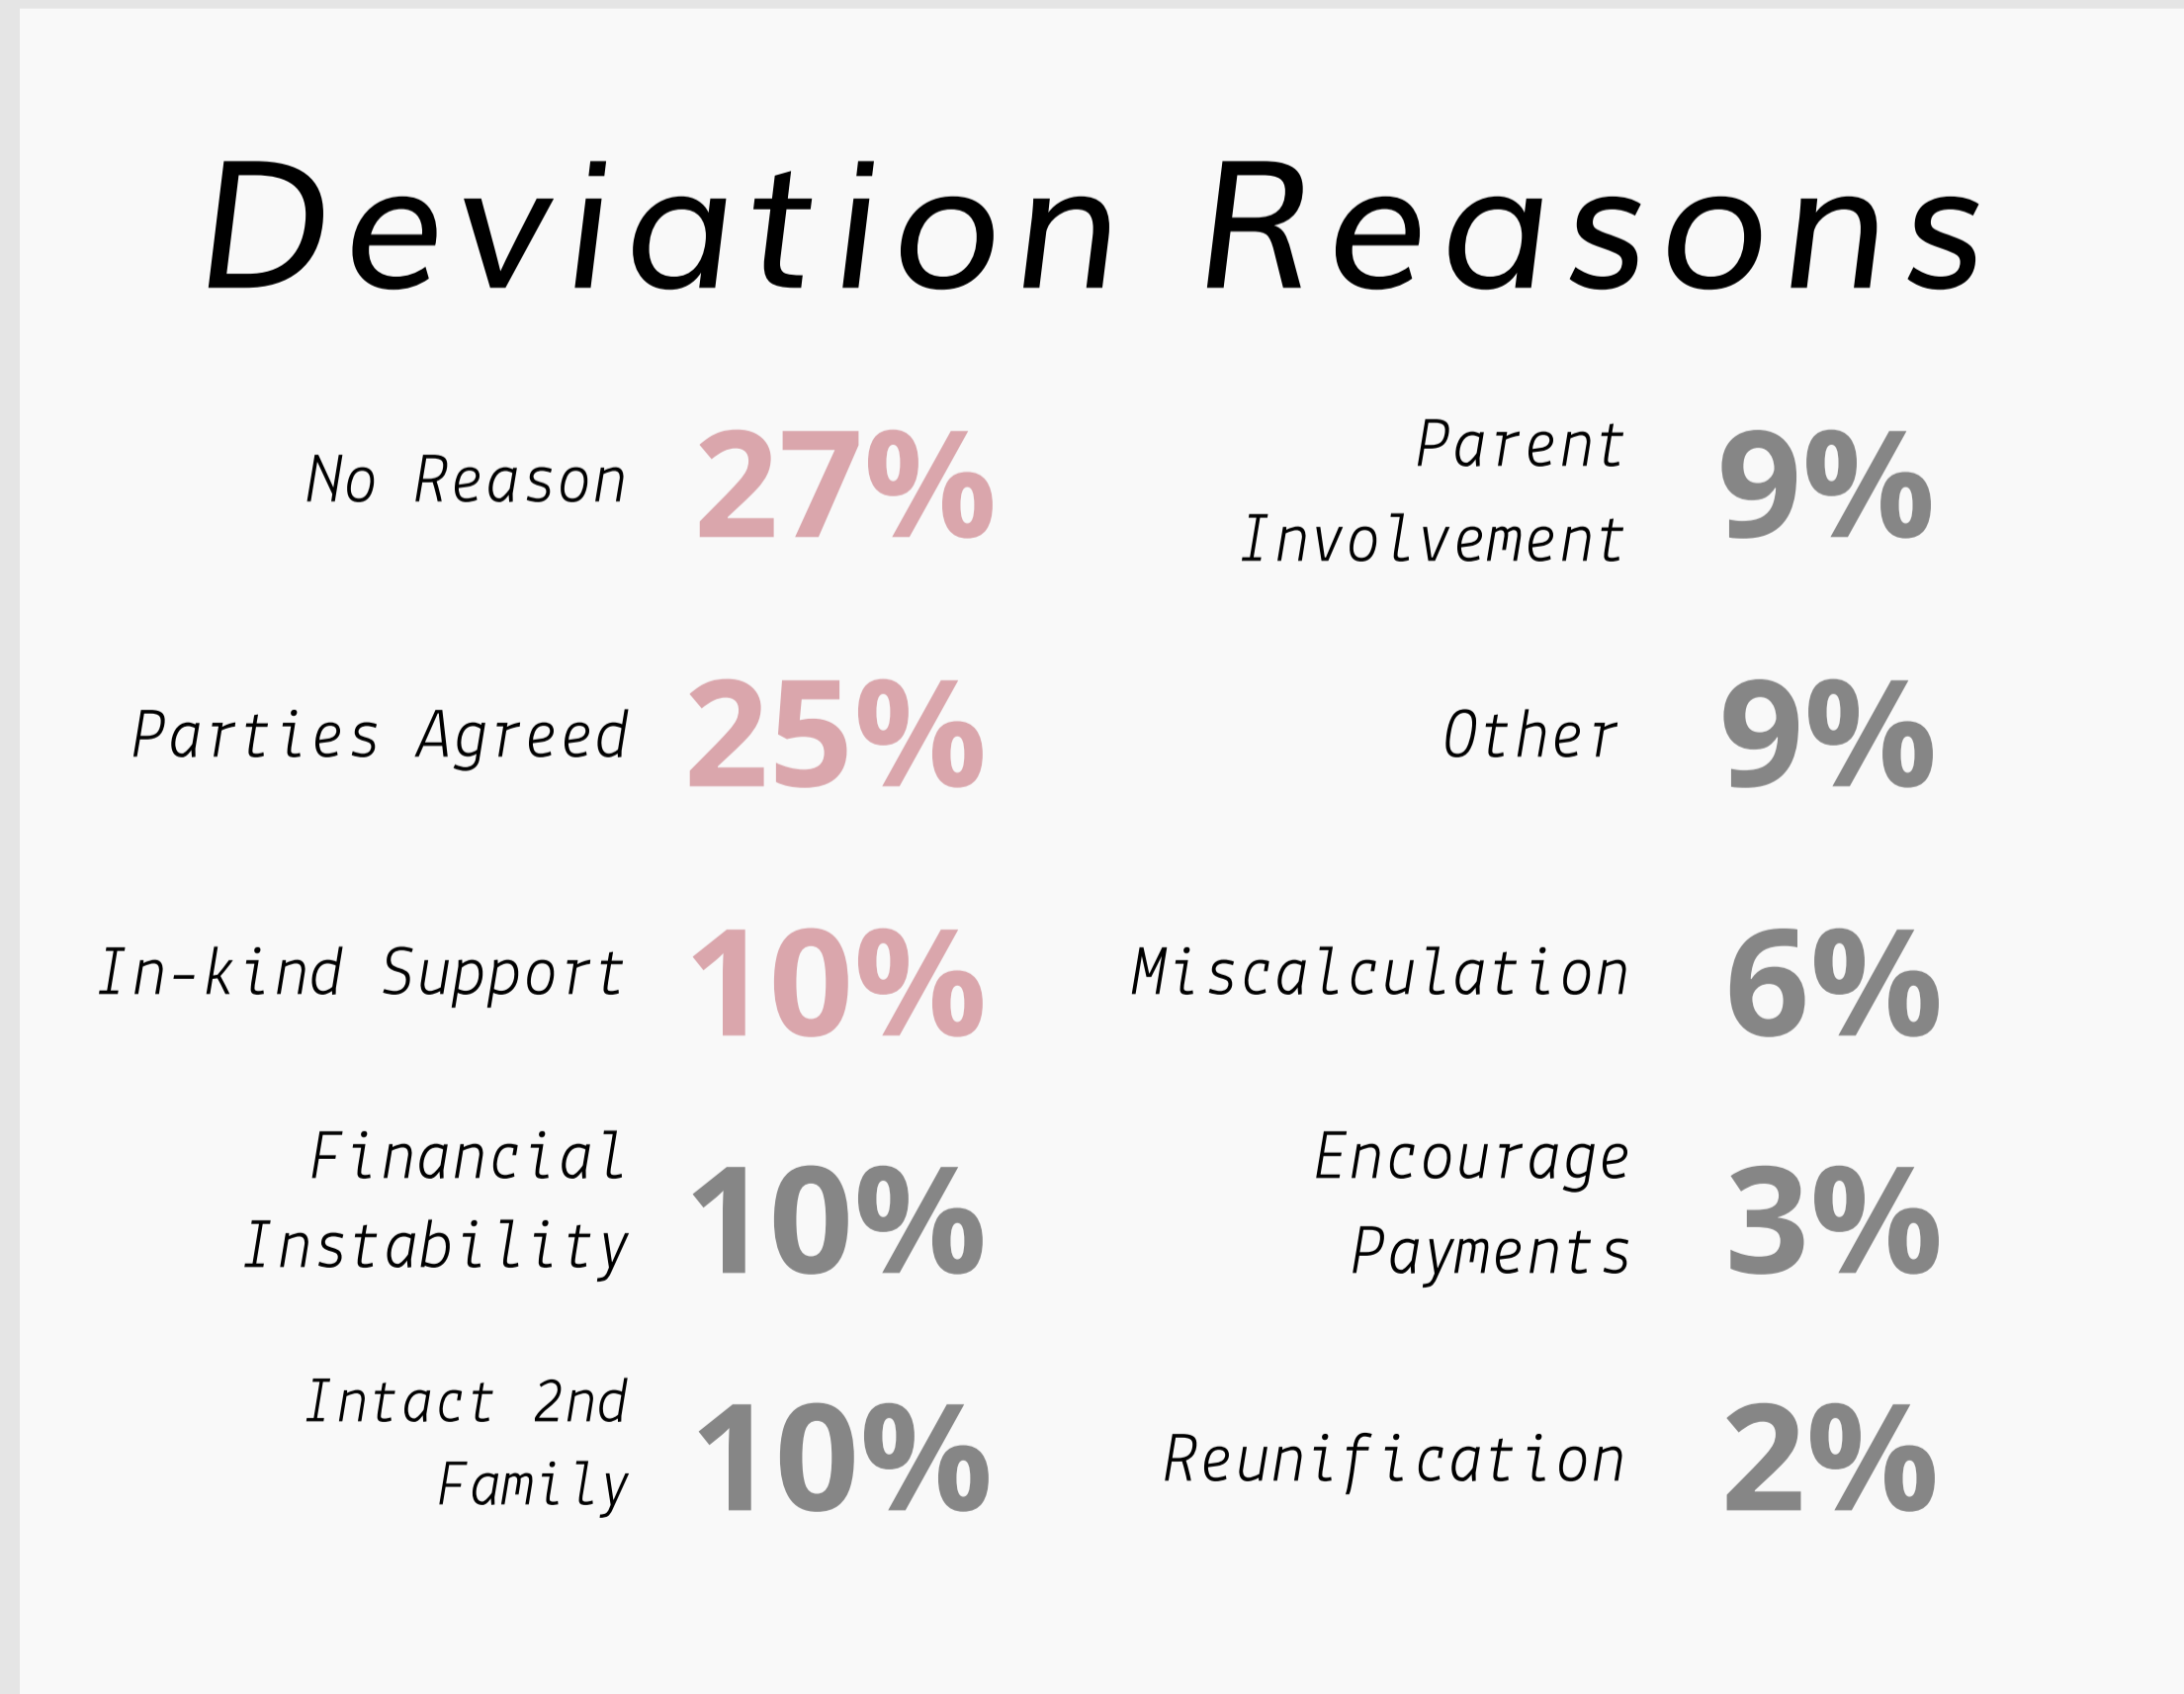 Deviation Reasons
No Reason 27%
Parties Agreed 25%
In-kind Support 10%
Financial
Instability 10%
Intact 2nd
Family 10%
Parent
Involvement 9%
Other 9%
Miscalculation 6%
Encourage
Payments 3%
Reunification 2%